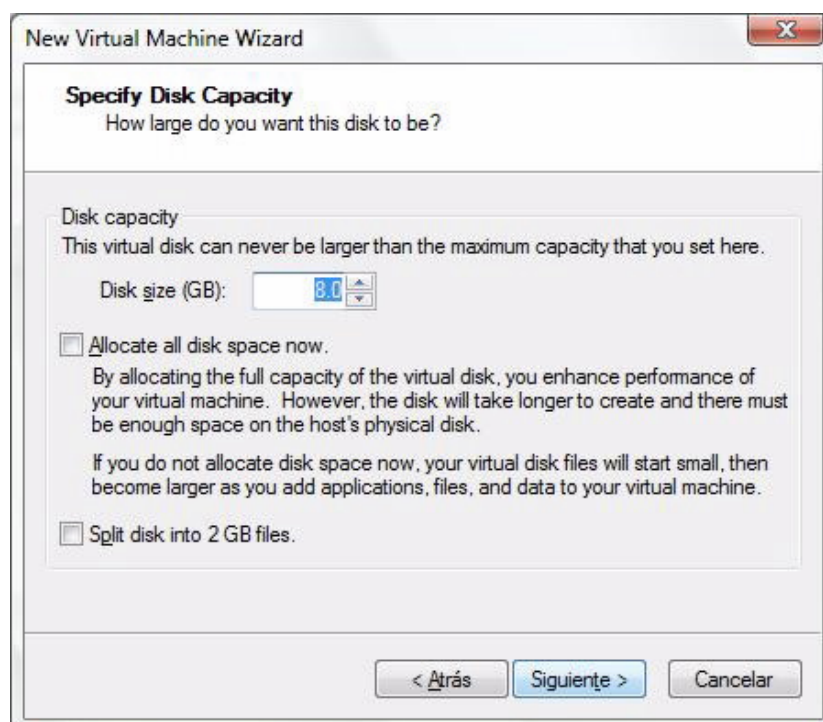 New Virtual Machine Wizard
Specify Disk Capacity
How large do you want this disk to be?
Disk capacity
This virtual disk can never be larger than the maximum capacity that you set here.
Disk size (GB): 8.0
Allocate all disk space now.
By allocating the full capacity of the virtual disk, you enhance performance of
your virtual machine. However, the disk will take longer to create and there must
be enough space on the host's physical disk.
If you do not allocate disk space now, your virtual disk files will start small, then
become larger as you add applications, files, and data to your virtual machine.
Split disk into 2 GB files.
< Atrás Siguiente > Cancelar